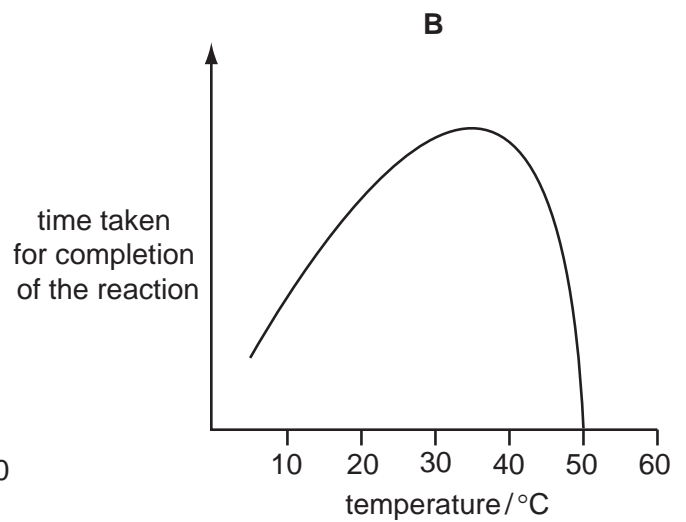 B
time taken
for completion
of the reaction
0
10 20 30 40 50 60
temperature/°C